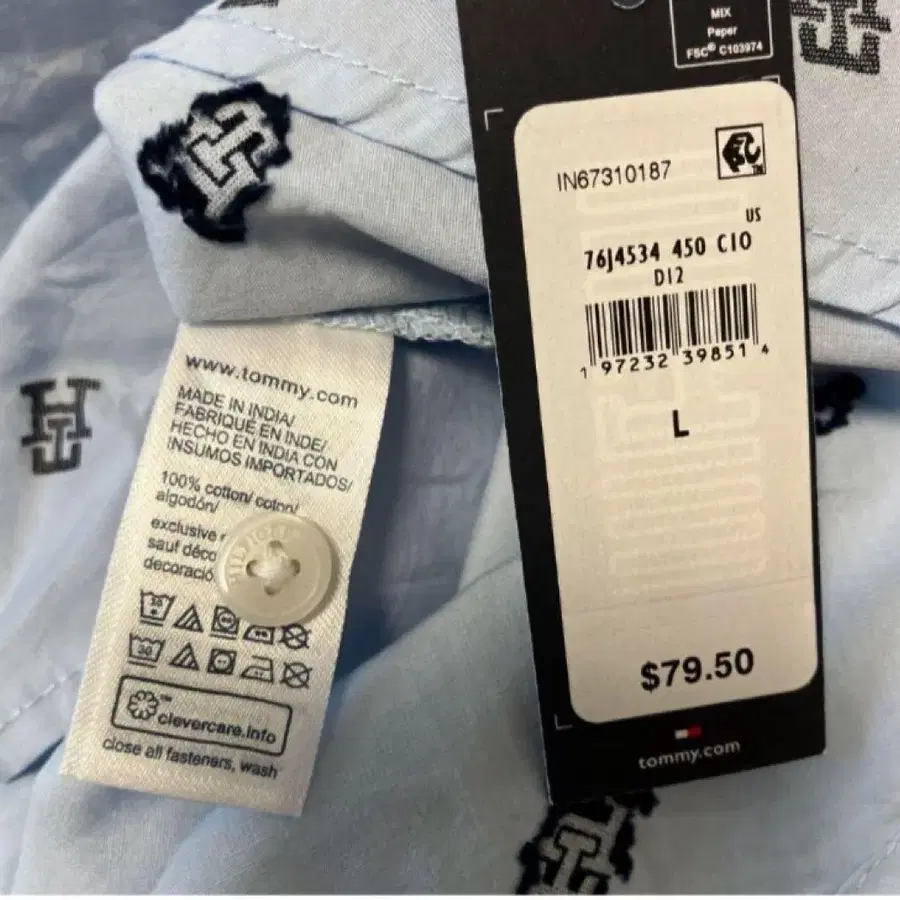 MIX
Paper
FSC® C103974
IN67310187
US
76J4534 450 C10
D12
1 97232 39851 4
L
$79.50
tommy.com
www.tommy.com
MADE IN INDIA/
FABRIQUÉ EN INDE/
HECHO EN INDIA CON
INSUMOS IMPORTADOS/
100% cotton/ coton/
algodón/
exclusive
sauf déco
decoració
30
30
clevercare.info
close all fasteners, wash